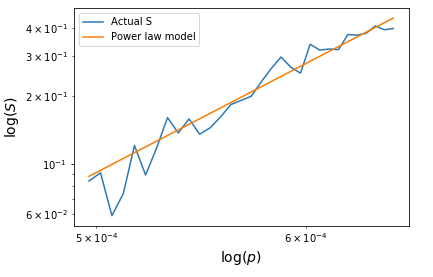 Actual S
Power law model
4 × 10⁻¹
3 × 10⁻¹
2 × 10⁻¹
10⁻¹
6 × 10⁻²
log(S)
5 × 10⁻⁴
6 × 10⁻⁴
log(p)